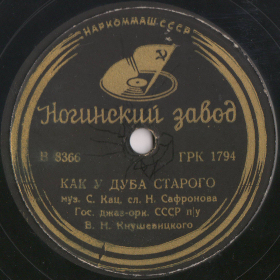 НАРКОММАШ СССР
Ногинский завод
В 8366 ГРК 1794
КАК У ДУБА СТАРОГО
муз. С. Кац, сл. Н. Сафронова
Гос. джаз-орк. СССР п/у
В. Н. Кнушевицкого